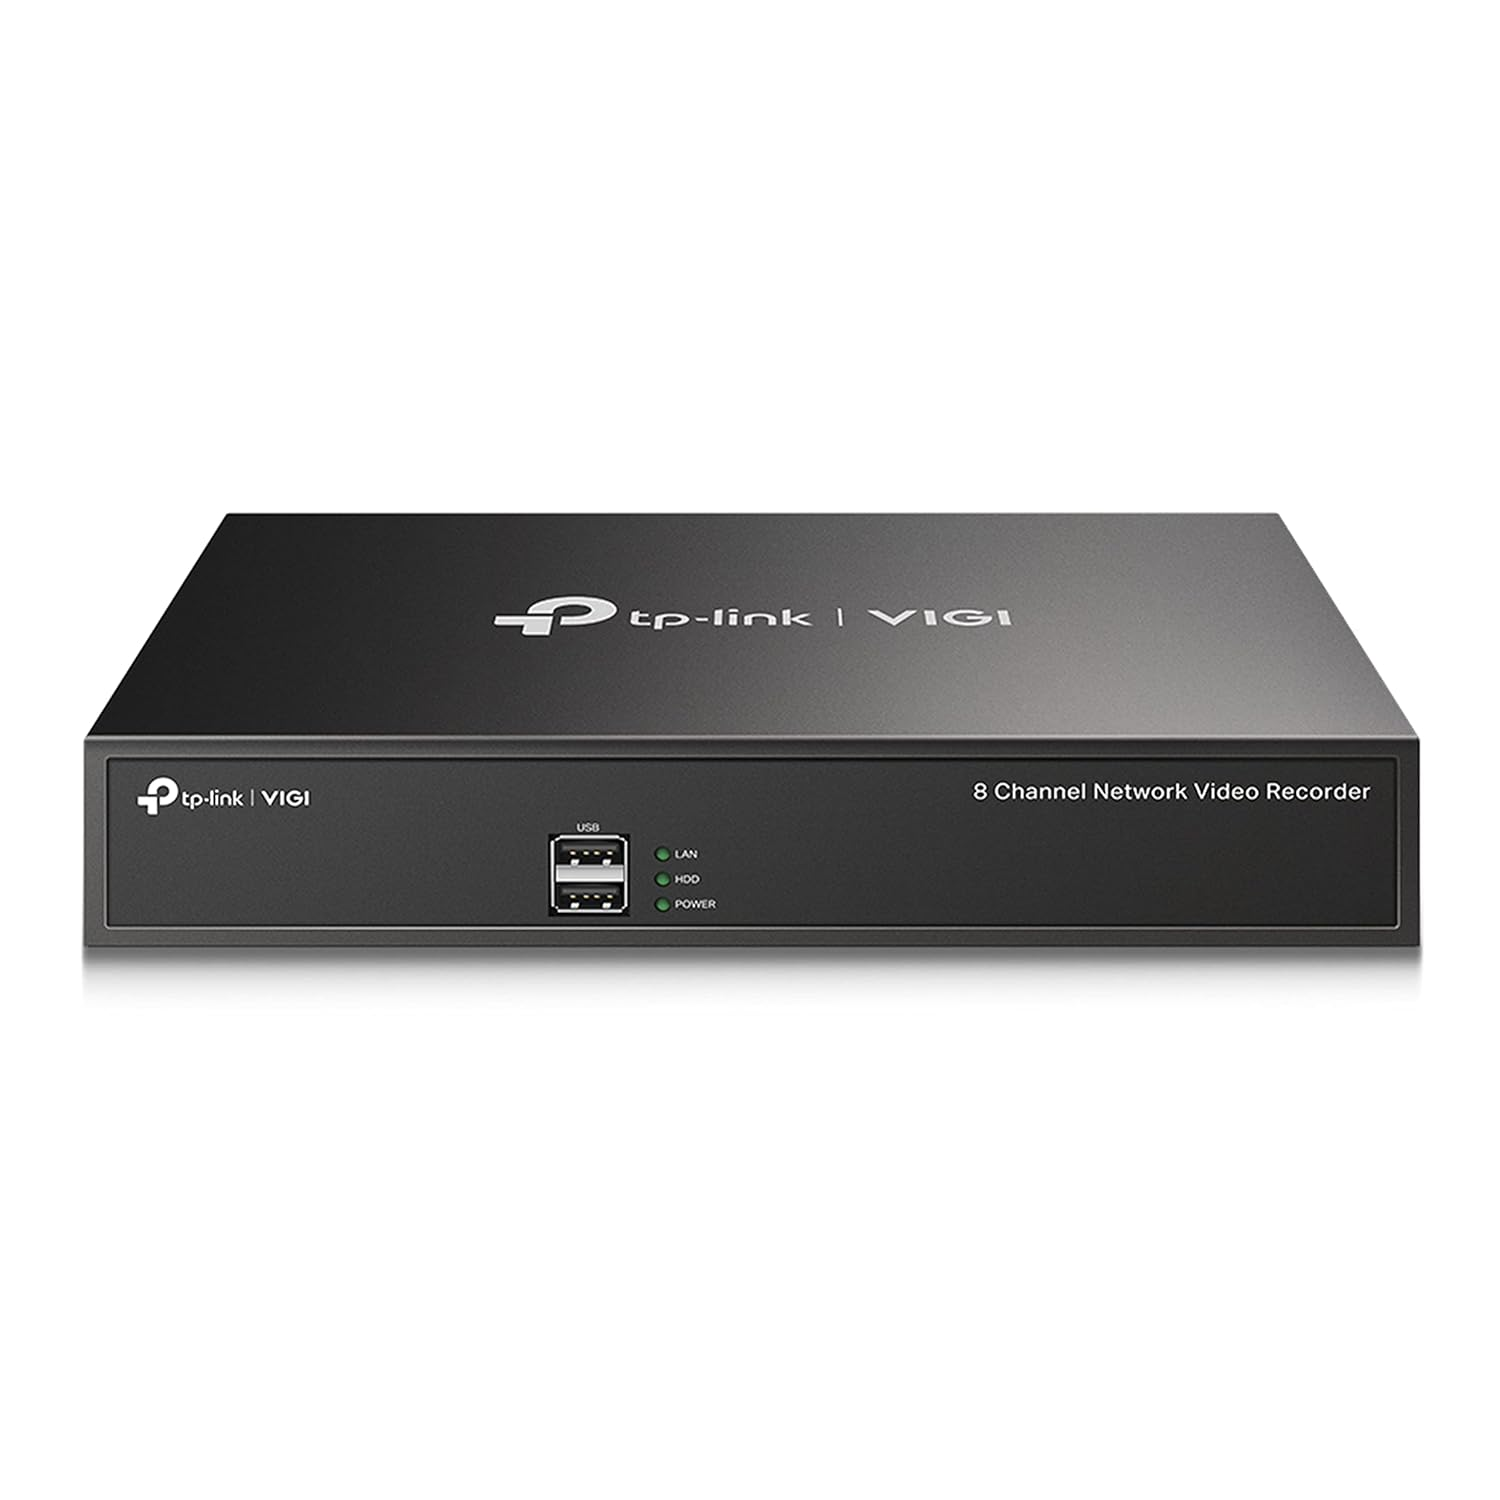 tp-link | VIGI
tp-link | VIGI
8 Channel Network Video Recorder
USB
LAN
HDD
POWER